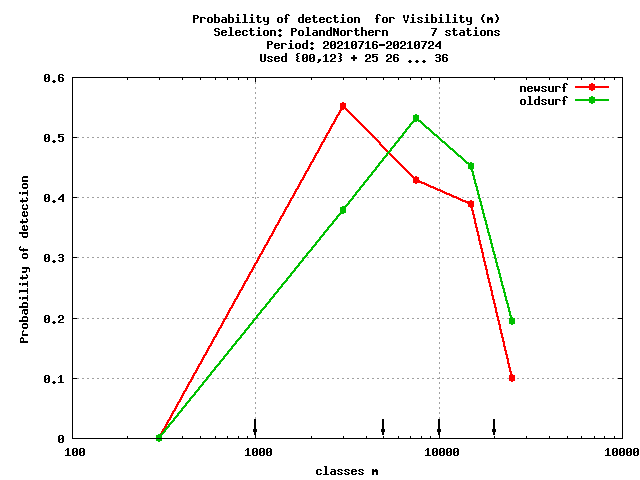 Probability of detection  for Visibility (m)
Selection: PolandNorthern      7 stations
Period: 20210716-20210724
Used {00,12} + 25 26 ... 36
newsurf
oldsurf
0.6
0.5
0.4
0.3
0.2
0.1
0
Probability of detection
100 1000 10000 10000
classes m